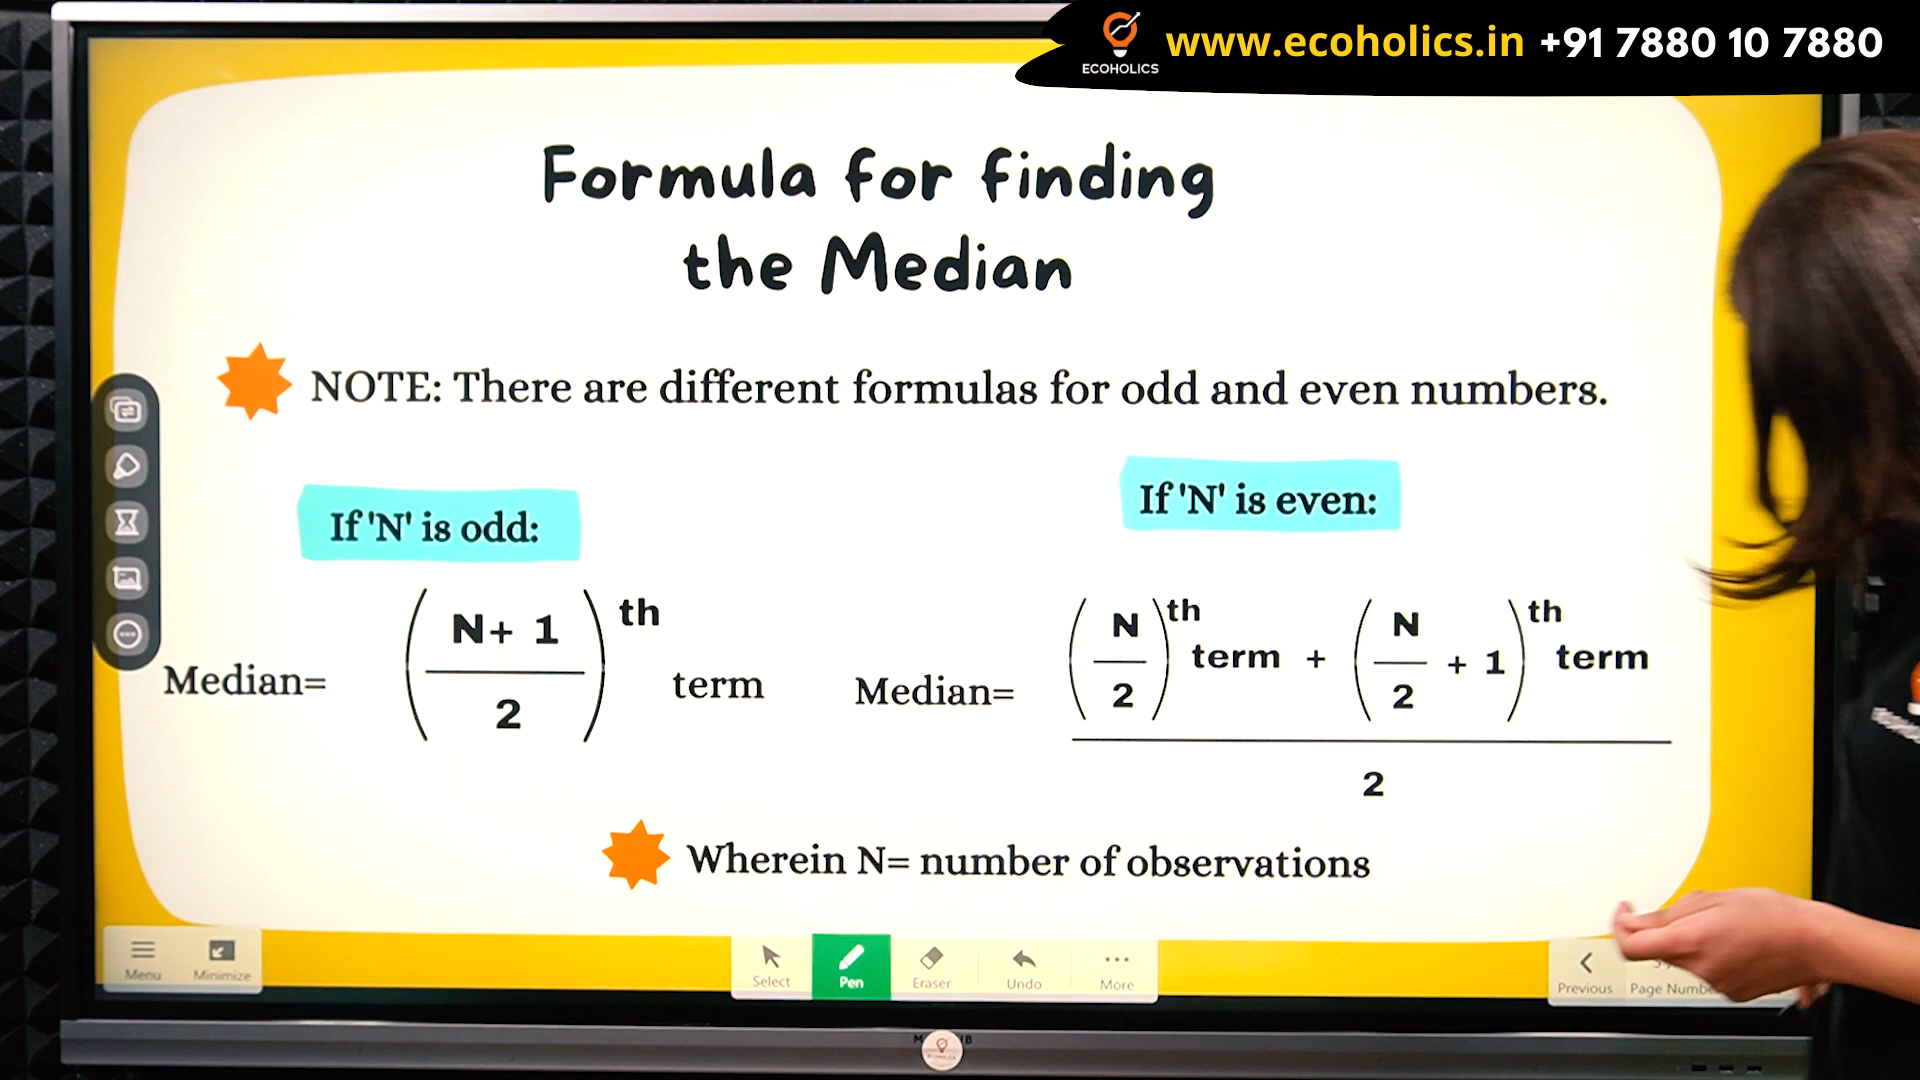 www.ecoholics.in +91 7880 10 7880
ECOHOLICS
Formula for finding
the Median
NOTE: There are different formulas for odd and even numbers.
If 'N' is odd:
If 'N' is even:
Median= (N+ 1 / 2) th term
Median= (N / 2) th term + (N / 2 + 1) th term / 2
Wherein N= number of observations
Menu
Minimize
Select
Pen
Eraser
Undo
More
Previous
Page